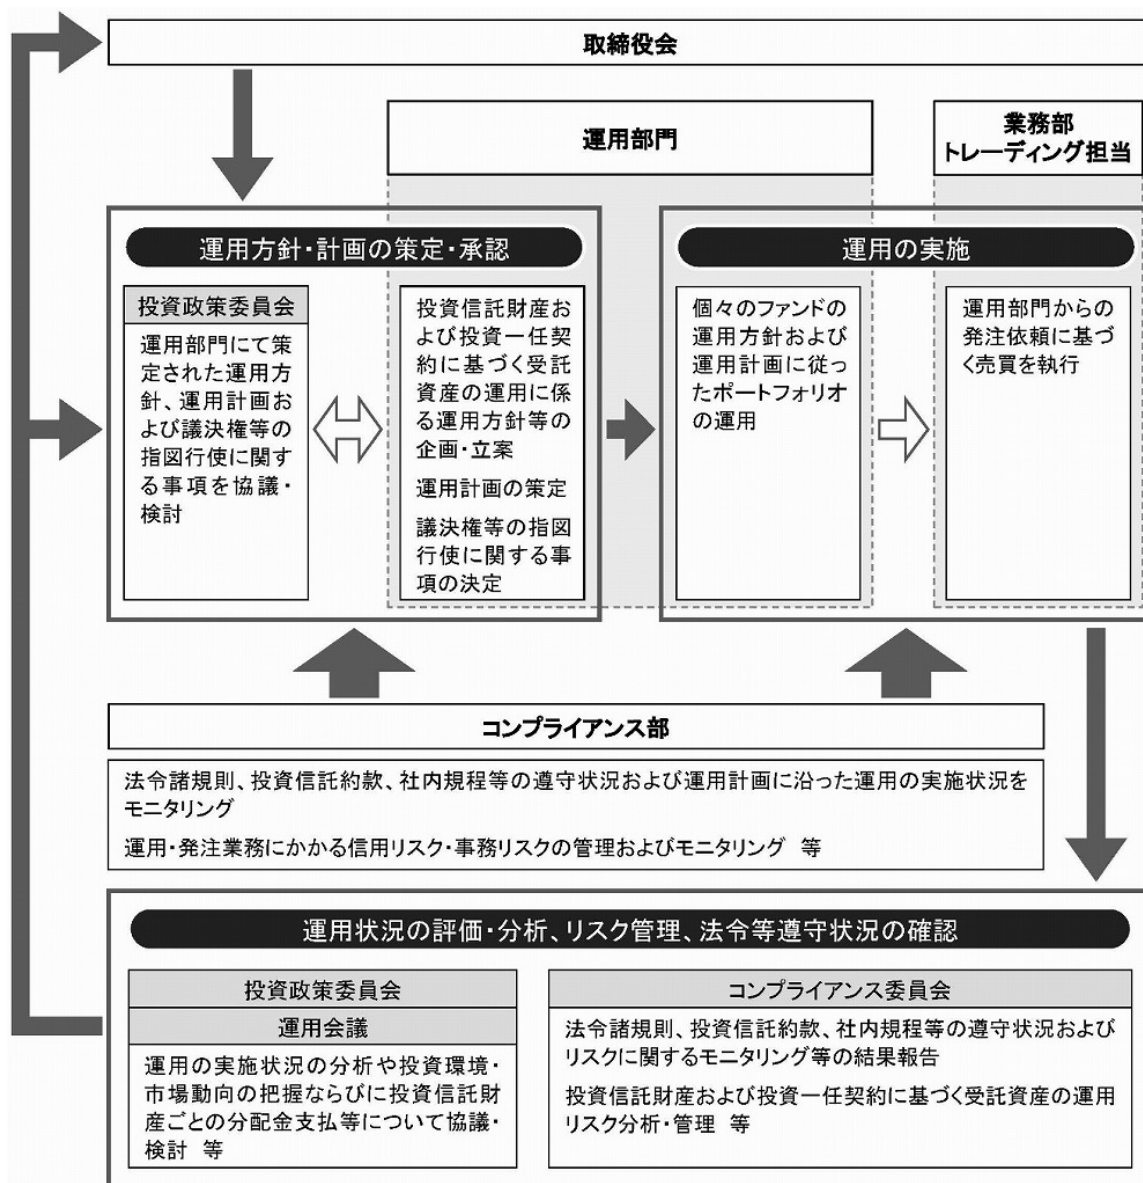 取締役会
運用部門
業務部
トレーディング担当
運用方針・計画の策定・承認
投資政策委員会
運用部門にて策
定された運用方
針、運用計画お
よび議決権等の
指図行使に関す
る事項を協議・
検討
投資信託財産お
よび投資一任契
約に基づく受託
資産の運用に係
る運用方針等の
企画・立案
運用計画の策定
議決権等の指図
行使に関する事
項の決定
運用の実施
個々のファンドの
運用方針および
運用計画に従っ
たポートフォリオ
の運用
運用部門からの
発注依頼に基づ
く売買を執行
コンプライアンス部
法令諸規則、投資信託約款、社内規程等の遵守状況および運用計画に沿った運用の実施状況を
モニタリング
運用・発注業務にかかる信用リスク・事務リスクの管理およびモニタリング 等
運用状況の評価・分析、リスク管理、法令等遵守状況の確認
投資政策委員会
運用会議
運用の実施状況の分析や投資環境・
市場動向の把握ならびに投資信託財
産ごとの分配金支払等について協議・
検討 等
コンプライアンス委員会
法令諸規則、投資信託約款、社内規程等の遵守状況および
リスクに関するモニタリング等の結果報告
投資信託財産および投資一任契約に基づく受託資産の運用
リスク分析・管理 等